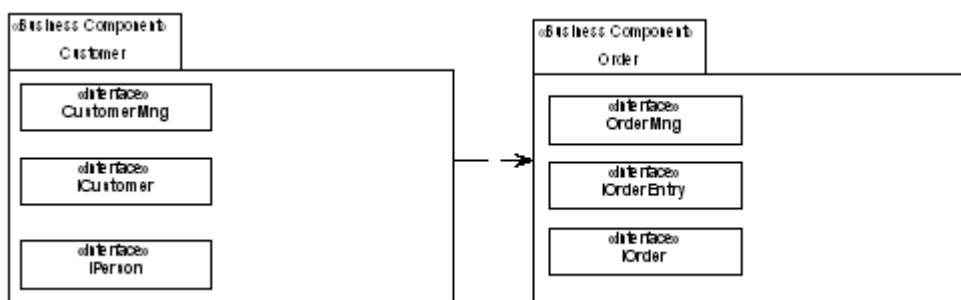 «Business Component»
Customer
«Interface»
CustomerMng
«Interface»
ICustomer
«Interface»
IPerson
«Business Component»
Order
«Interface»
OrderMng
«Interface»
IOrderEntry
«Interface»
IOrder